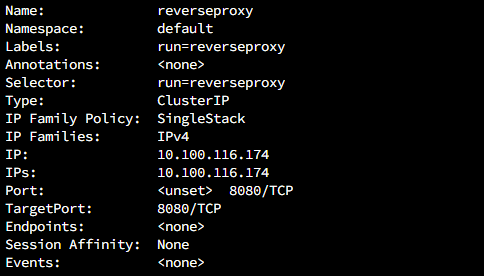 Name: reverseproxy
Namespace: default
Labels: run=reverseproxy
Annotations: <none>
Selector: run=reverseproxy
Type: ClusterIP
IP Family Policy: SingleStack
IP Families: IPv4
IP: 10.100.116.174
IPs: 10.100.116.174
Port: <unset> 8080/TCP
TargetPort: 8080/TCP
Endpoints: <none>
Session Affinity: None
Events: <none>